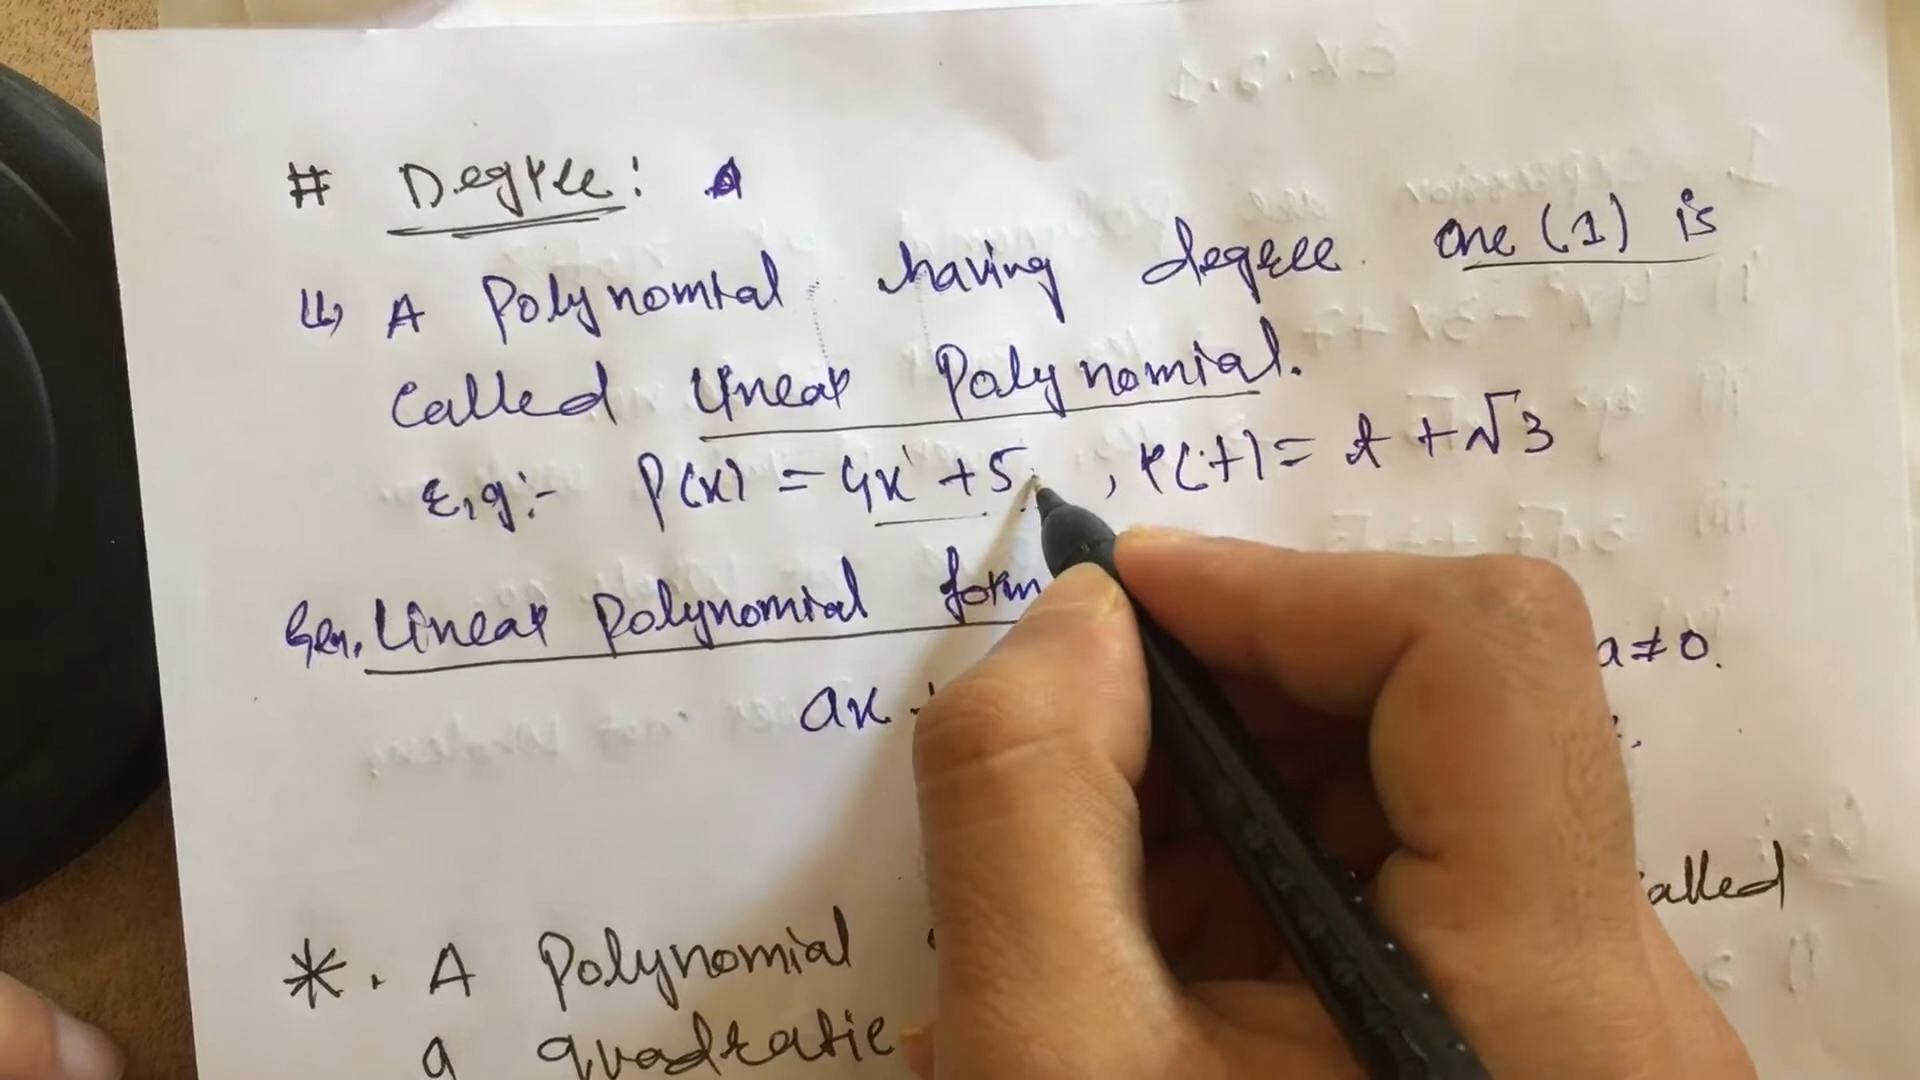 # Degree:
A Polynomial having degree one (1) is
Called Linear Polynomial.
E,g:- P(x) = 4x¹ + 5 , P(t) = t + √3
Gen. Linear Polynomial form a≠0.
ax +
*. A Polynomial called
a quadratic